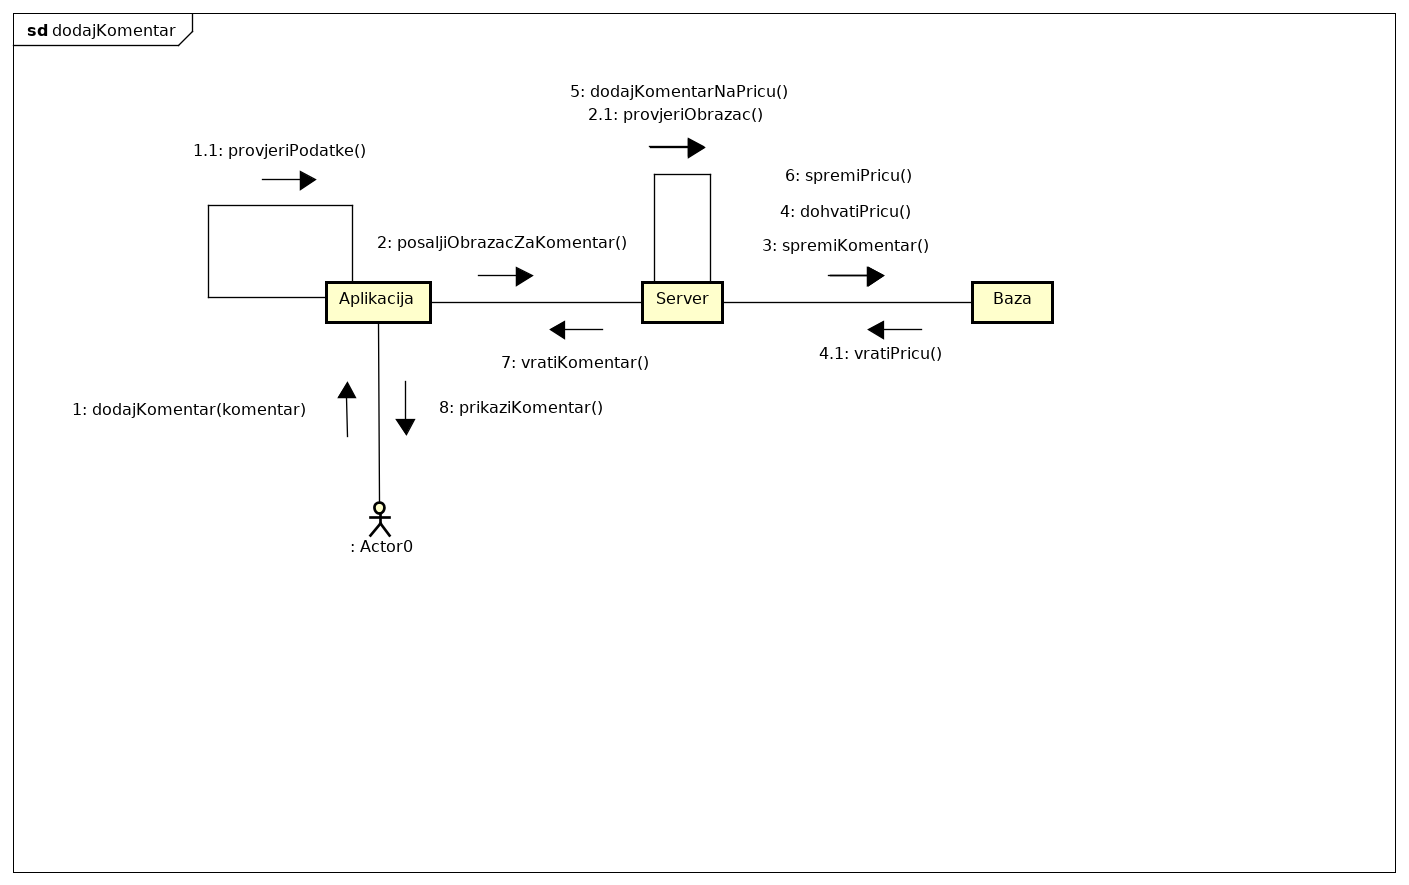 sd dodajKomentar
5: dodajKomentarNaPricu()
2.1: provjeriObrazac()
1.1: provjeriPodatke()
6: spremiPricu()
4: dohvatiPricu()
2: posaljiObrazacZaKomentar()
3: spremiKomentar()
Aplikacija
Server
Baza
7: vratiKomentar()
4.1: vratiPricu()
1: dodajKomentar(komentar)
8: prikaziKomentar()
: Actor0